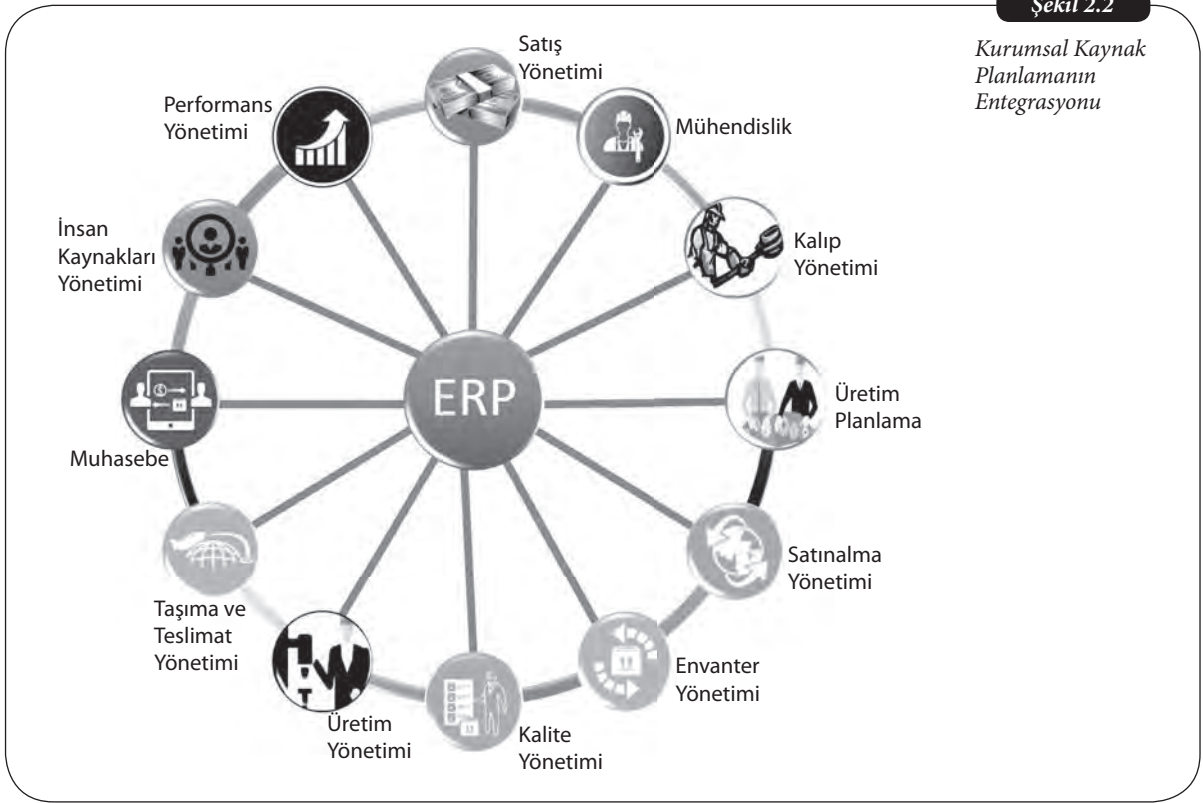 Şekil 2.2
Kurumsal Kaynak
Planlamanın
Entegrasyonu
Satış
Yönetimi
Mühendislik
Kalıp
Yönetimi
Üretim
Planlama
Satınalma
Yönetimi
Envanter
Yönetimi
Kalite
Yönetimi
Üretim
Yönetimi
Taşıma ve
Teslimat
Yönetimi
Muhasebe
İnsan
Kaynakları
Yönetimi
Performans
Yönetimi
ERP